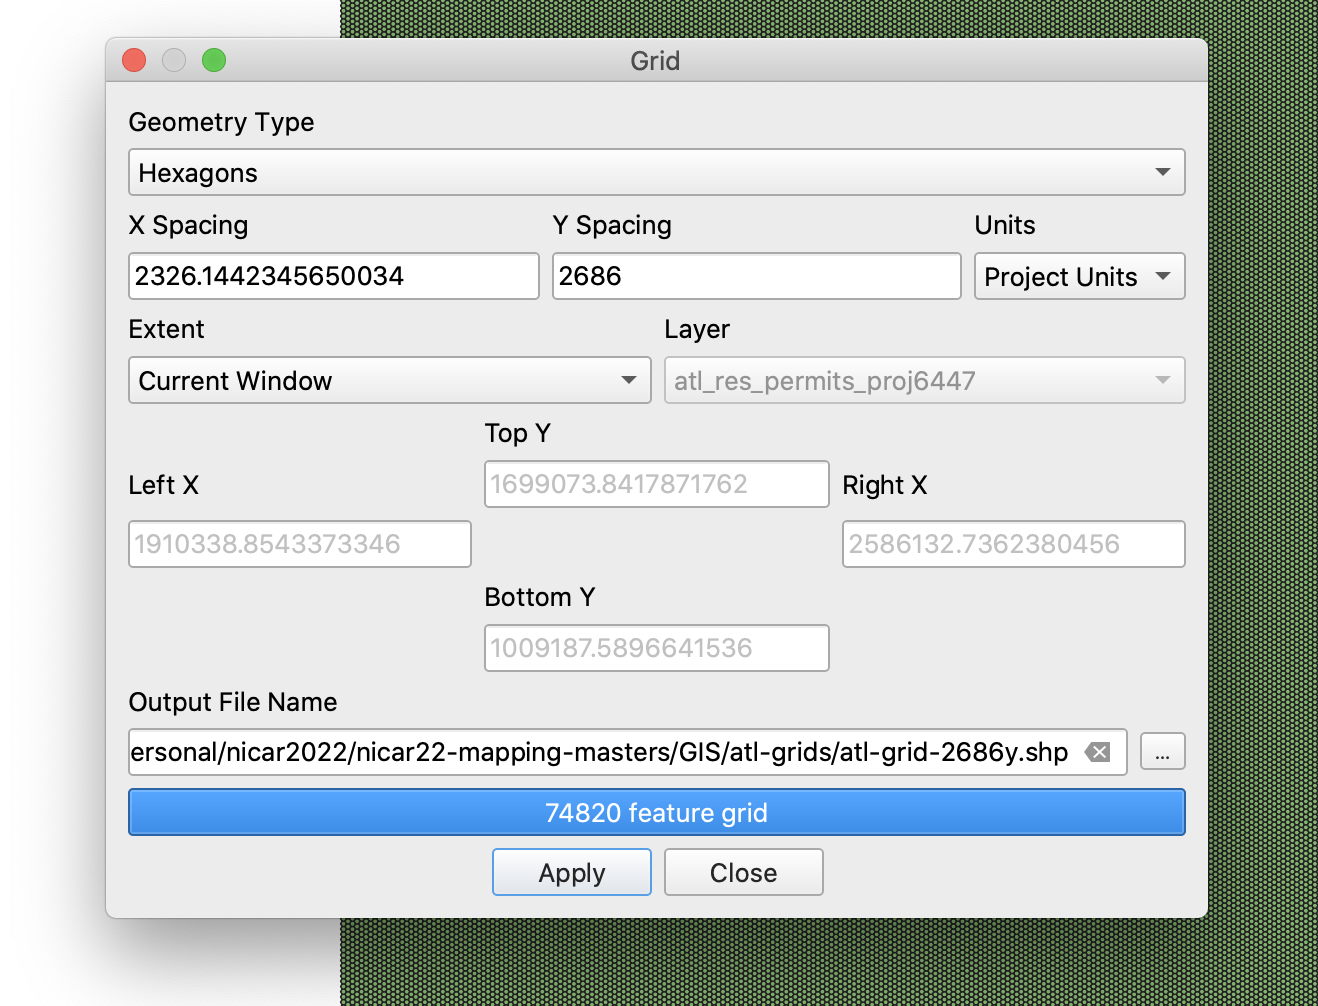 Grid
Geometry Type
Hexagons
X Spacing Y Spacing Units
2326.1442345650034 2686 Project Units
Extent Layer
Current Window atl_res_permits_proj6447
Top Y
1699073.8417871762
Left X Right X
1910338.8543373346 2586132.7362380456
Bottom Y
1009187.5896641536
Output File Name
ersonal/nicar2022/nicar22-mapping-masters/GIS/atl-grids/atl-grid-2686y.shp ...
74820 feature grid
Apply Close